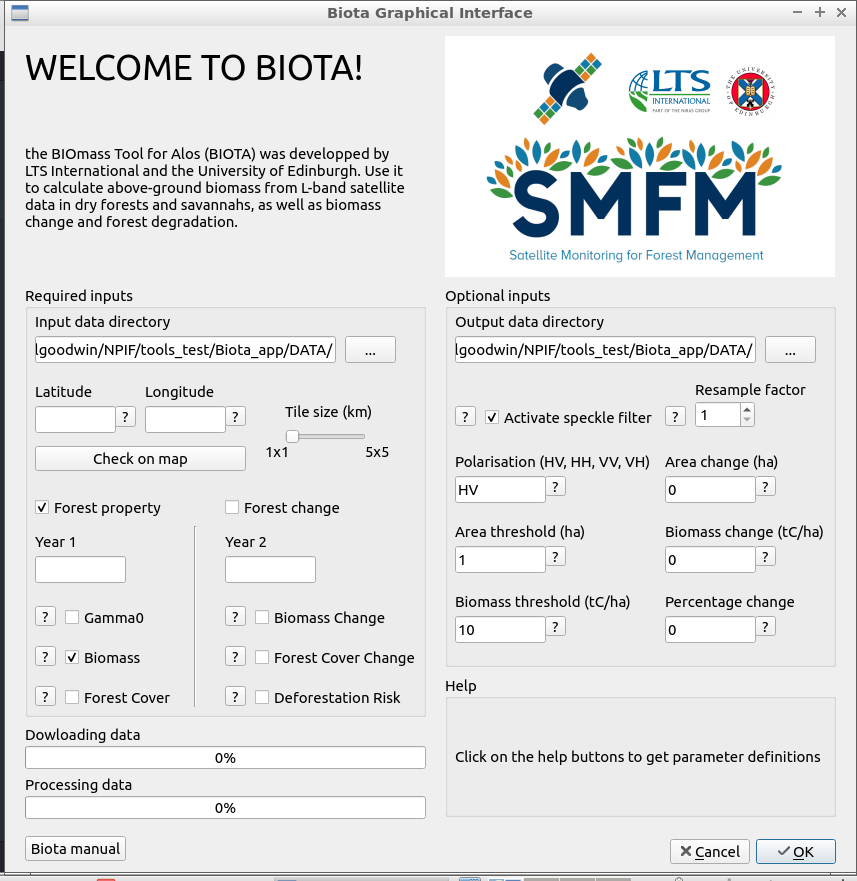 Biota Graphical Interface
WELCOME TO BIOTA!
the BIOmass Tool for Alos (BIOTA) was developped by
LTS International and the University of Edinburgh. Use it
to calculate above-ground biomass from L-band satellite
data in dry forests and savannahs, as well as biomass
change and forest degradation.
LTS
INTERNATIONAL
PART OF THE NIRAS GROUP
THE UNIVERSITY OF EDINBURGH
SMFM
Satellite Monitoring for Forest Management
Required inputs
Input data directory
lgoodwin/NPIF/tools_test/Biota_app/DATA/ ...
Latitude Longitude
? ?
Tile size (km)
1x1 5x5
Check on map
Forest property Forest change
Year 1 Year 2
? Gamma0 ? Biomass Change
? Biomass ? Forest Cover Change
? Forest Cover ? Deforestation Risk
Optional inputs
Output data directory
lgoodwin/NPIF/tools_test/Biota_app/DATA/ ...
Resample factor
? Activate speckle filter ? 1
Polarisation (HV, HH, VV, VH) Area change (ha)
HV ? 0 ?
Area threshold (ha) Biomass change (tC/ha)
1 ? 0 ?
Biomass threshold (tC/ha) Percentage change
10 ? 0 ?
Help
Click on the help buttons to get parameter definitions
Dowloading data
0%
Processing data
0%
Biota manual
Cancel OK